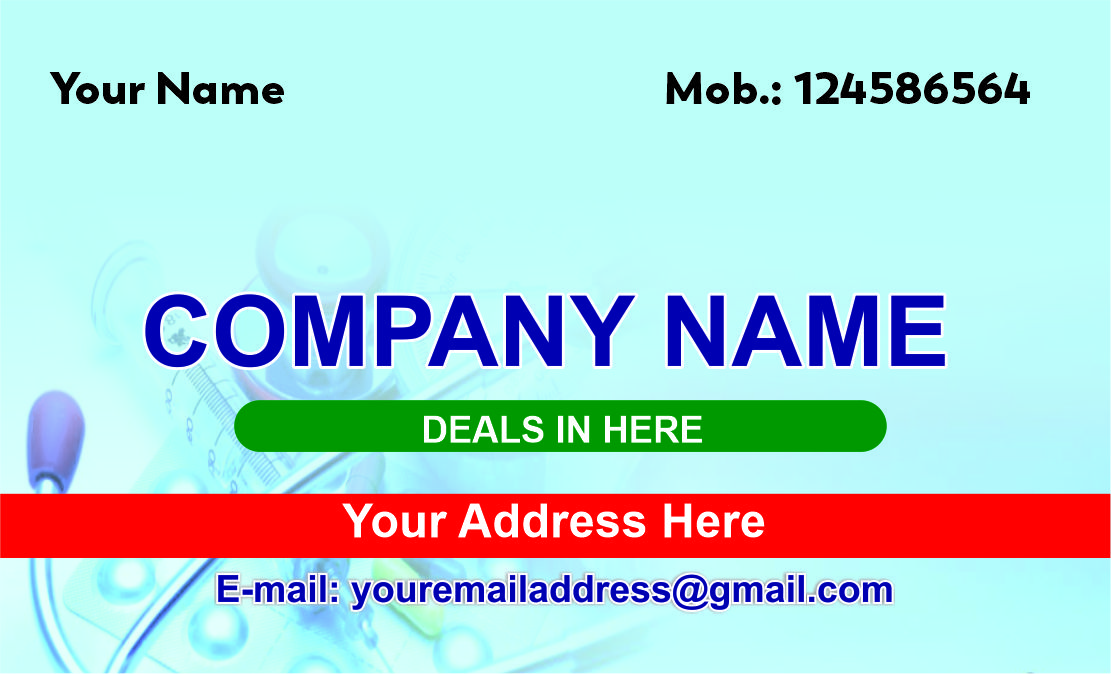 Your Name
Mob.: 124586564
COMPANY NAME
DEALS IN HERE
Your Address Here
E-mail: youremailaddress@gmail.com